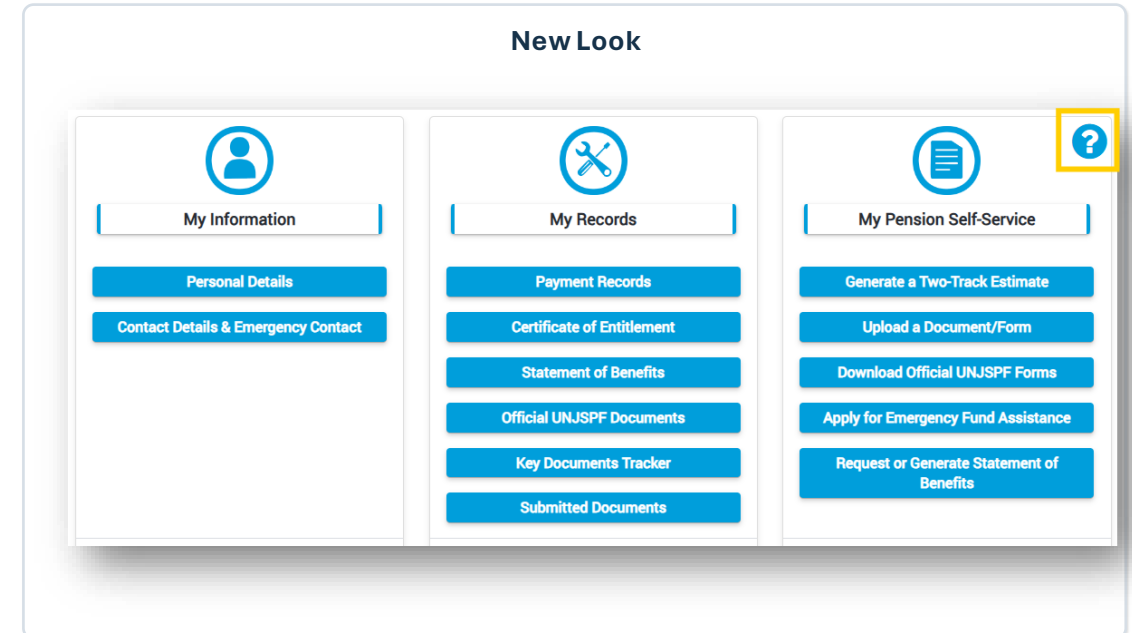 New Look
?
My Information
Personal Details
Contact Details & Emergency Contact
My Records
Payment Records
Certificate of Entitlement
Statement of Benefits
Official UNJSPF Documents
Key Documents Tracker
Submitted Documents
My Pension Self-Service
Generate a Two-Track Estimate
Upload a Document/Form
Download Official UNJSPF Forms
Apply for Emergency Fund Assistance
Request or Generate Statement of
Benefits